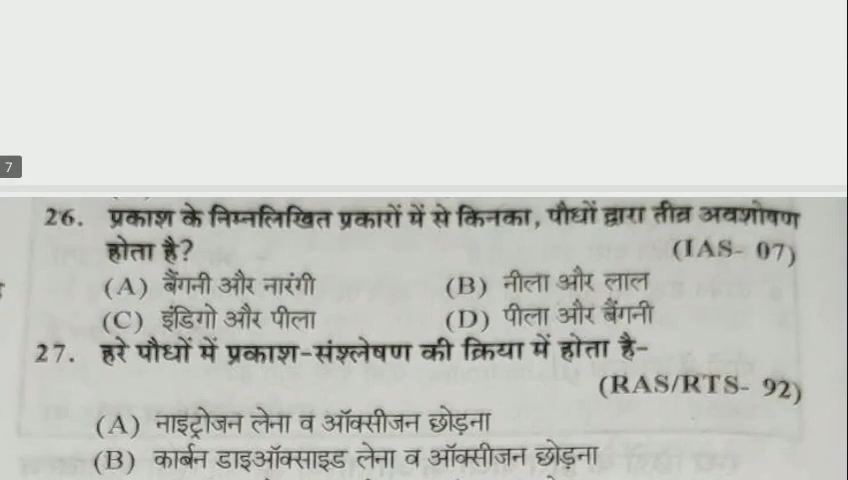 7
26. प्रकाश के निम्नलिखित प्रकारों में से किनका, पौधों द्वारा तीव्र अवशोषण
होता है? (IAS- 07)
(A) बैंगनी और नारंगी (B) नीला और लाल
(C) इंडिगो और पीला (D) पीला और बैंगनी
27. हरे पौधों में प्रकाश-संश्लेषण की क्रिया में होता है-
(RAS/RTS- 92)
(A) नाइट्रोजन लेना व ऑक्सीजन छोड़ना
(B) कार्बन डाइऑक्साइड लेना व ऑक्सीजन छोड़ना